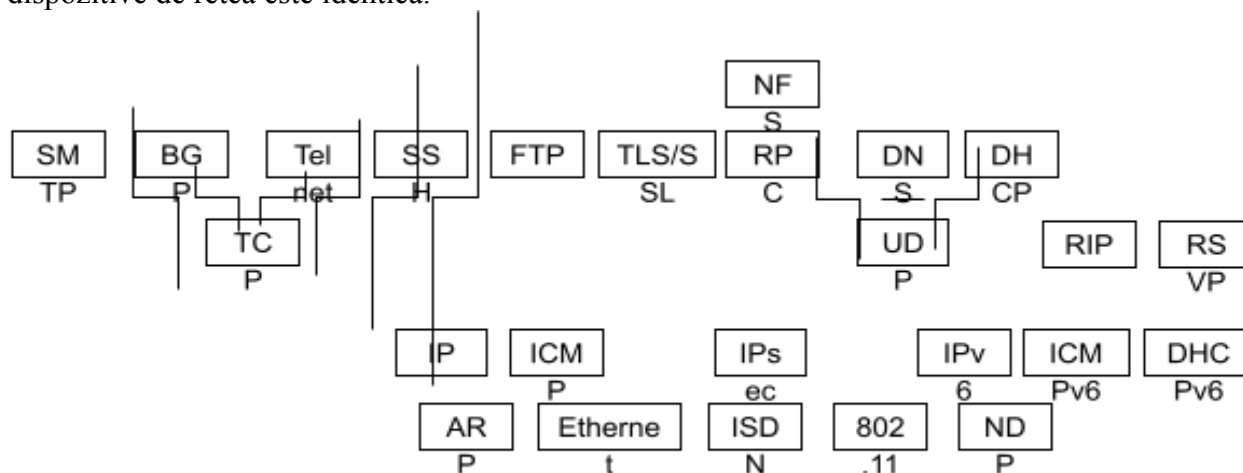 dispozitive de rețea este identică.
NF
S
SM
TP
BG
P
Tel
net
SS
H
FTP
TLS/S
SL
RP
C
DN
S
DH
CP
TC
P
UD
P
RIP
RS
VP
IP
ICM
P
IPs
ec
IPv
6
ICM
Pv6
DHC
Pv6
AR
P
Etherne
t
ISD
N
802
.11
ND
P